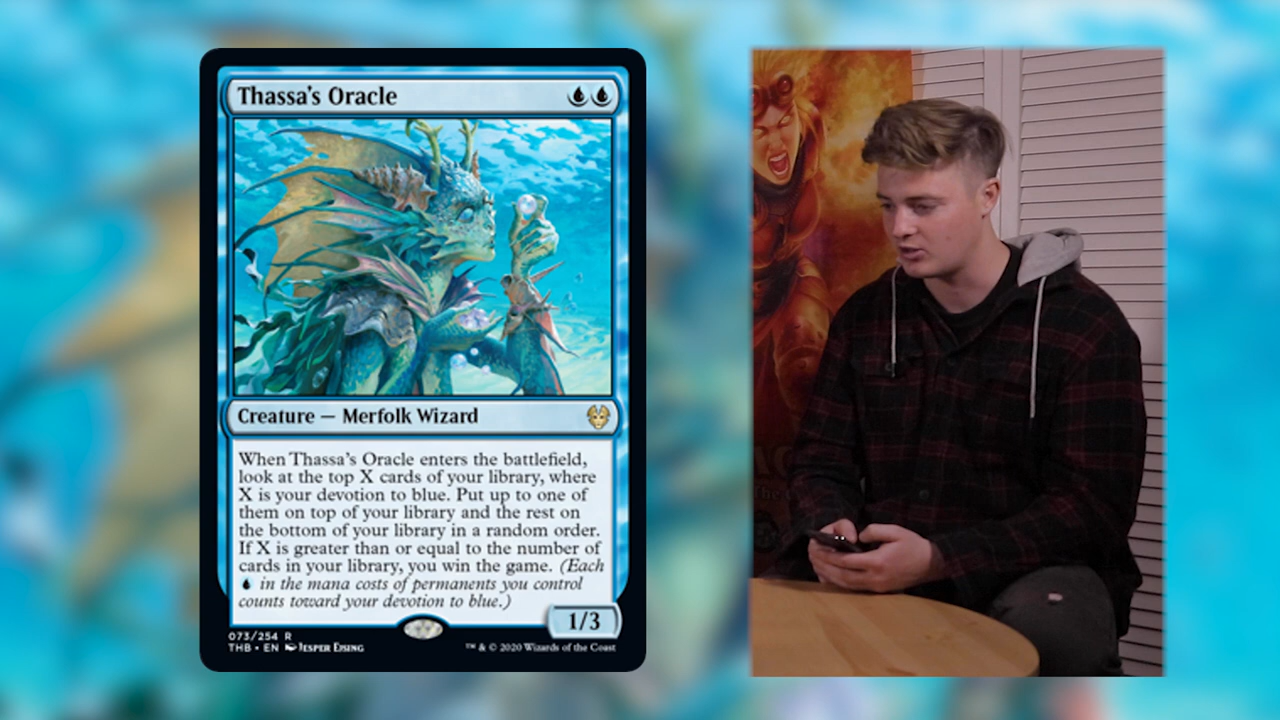 Thassa's Oracle
Creature — Merfolk Wizard
When Thassa's Oracle enters the battlefield,
look at the top X cards of your library, where
X is your devotion to blue. Put up to one of
them on top of your library and the rest on
the bottom of your library in a random order.
If X is greater than or equal to the number of
cards in your library, you win the game. (Each
in the mana costs of permanents you control
counts toward your devotion to blue.)
1/3
073/254 R
THB • EN Jesper Ejsing
™ & © 2020 Wizards of the Coast